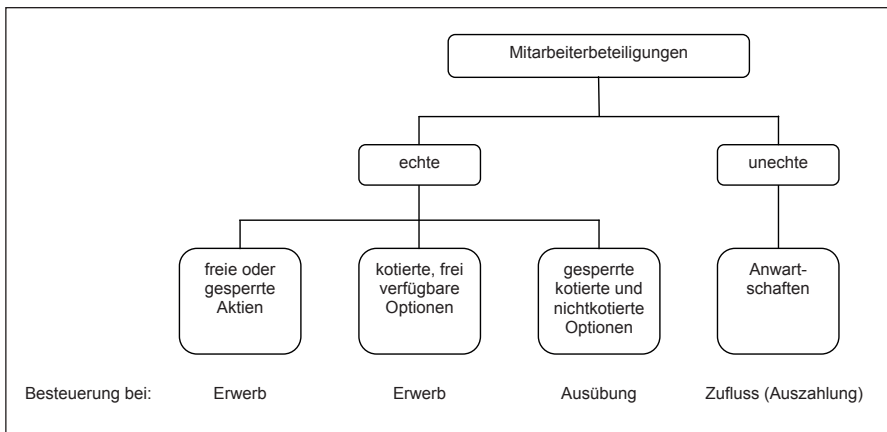 Mitarbeiterbeteiligungen
echte
unechte
freie oder
gesperrte
Aktien
kotierte, frei
verfügbare
Optionen
gesperrte
kotierte und
nichtkotierte
Optionen
Anwart-
schaften
Besteuerung bei: Erwerb Erwerb Ausübung Zufluss (Auszahlung)